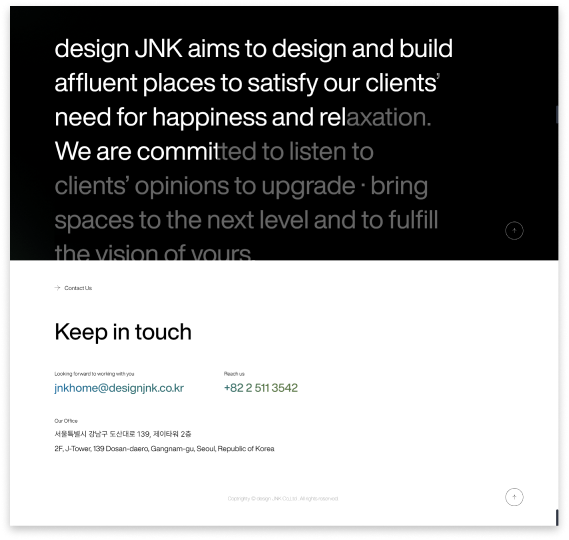 design JNK aims to design and build
affluent places to satisfy our clients’
need for happiness and relaxation.
We are committed to listen to
clients’ opinions to upgrade · bring
spaces to the next level and to fulfill
the vision of yours.
Contact Us
Keep in touch
Looking forward to working with you
jnkhome@designjnk.co.kr
Reach us
+82 2 511 3542
Our Office
서울특별시 강남구 도산대로 139, 제이타워 2층
2F, J-Tower, 139 Dosan-daero, Gangnam-gu, Seoul, Republic of Korea
Copyright © design JNK Co.Ltd. All rights reserved.